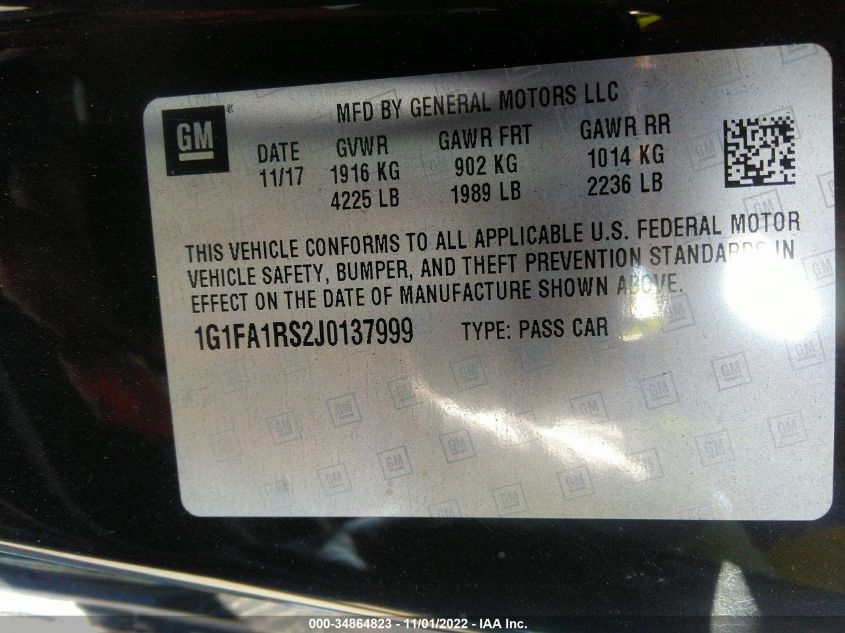 MFD BY GENERAL MOTORS LLC
GM
DATE GVWR GAWR FRT GAWR RR
11/17 1916 KG 902 KG 1014 KG
4225 LB 1989 LB 2236 LB
THIS VEHICLE CONFORMS TO ALL APPLICABLE U.S. FEDERAL MOTOR
VEHICLE SAFETY, BUMPER, AND THEFT PREVENTION STANDARDS IN
EFFECT ON THE DATE OF MANUFACTURE SHOWN ABOVE.
1G1FA1RS2J0137999 TYPE: PASS CAR
000-34864823 - 11/01/2022 - IAA Inc.